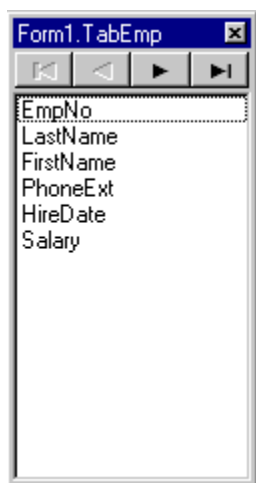 Form1.TabEmp
EmpNo
LastName
FirstName
PhoneExt
HireDate
Salary